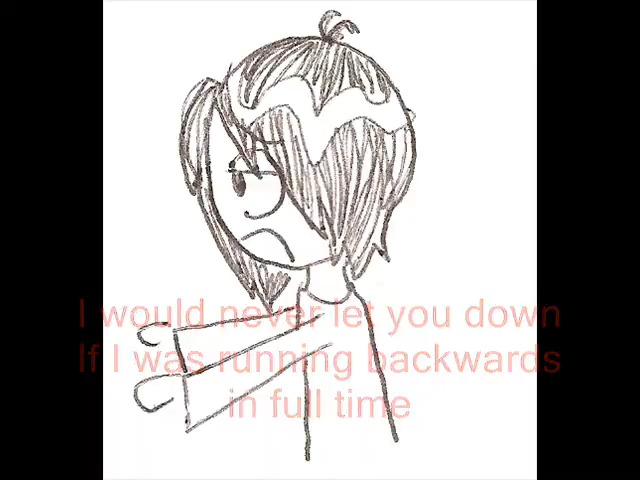 I would never let you down
If I was running backwards
in full time